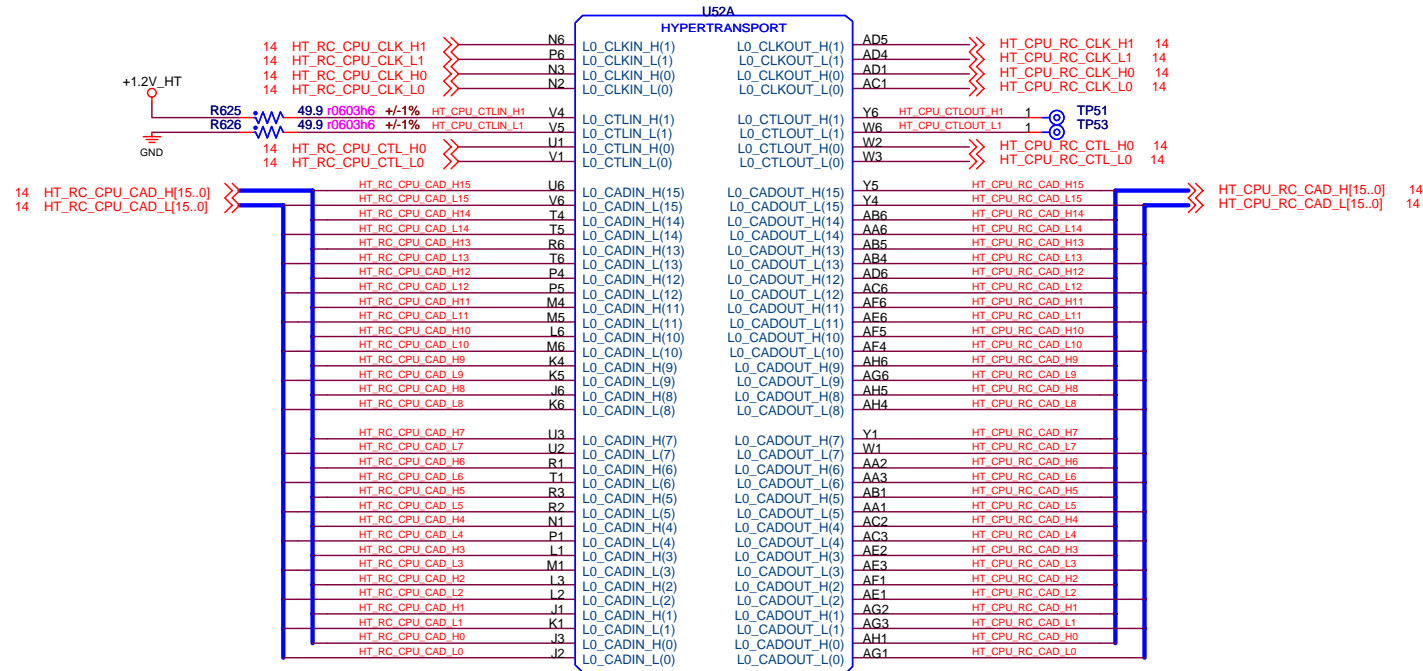 U52A
HYPERTRANSPORT
14 HT_RC_CPU_CLK_H1 N6 L0_CLKIN_H(1) L0_CLKOUT_H(1) AD5 HT_CPU_RC_CLK_H1 14
14 HT_RC_CPU_CLK_L1 P6 L0_CLKIN_L(1) L0_CLKOUT_L(1) AD4 HT_CPU_RC_CLK_L1 14
14 HT_RC_CPU_CLK_H0 N3 L0_CLKIN_H(0) L0_CLKOUT_H(0) AD1 HT_CPU_RC_CLK_H0 14
14 HT_RC_CPU_CLK_L0 N2 L0_CLKIN_L(0) L0_CLKOUT_L(0) AC1 HT_CPU_RC_CLK_L0 14
+1.2V_HT
R625 49.9 r0603h6 +/-1% HT_CPU_CTLIN_H1 V4 L0_CTLIN_H(1) L0_CTLOUT_H(1) Y6 HT_CPU_CTLOUT_H1 1 TP51
R626 49.9 r0603h6 +/-1% HT_CPU_CTLIN_L1 V5 L0_CTLIN_L(1) L0_CTLOUT_L(1) W6 HT_CPU_CTLOUT_L1 1 TP53
GND
14 HT_RC_CPU_CTL_H0 U1 L0_CTLIN_H(0) L0_CTLOUT_H(0) W2 HT_CPU_RC_CTL_H0 14
14 HT_RC_CPU_CTL_L0 V1 L0_CTLIN_L(0) L0_CTLOUT_L(0) W3 HT_CPU_RC_CTL_L0 14
14 HT_RC_CPU_CAD_H[15..0] HT_RC_CPU_CAD_H15 U6 L0_CADIN_H(15) L0_CADOUT_H(15) Y5 HT_CPU_RC_CAD_H15 HT_CPU_RC_CAD_H[15..0] 14
14 HT_RC_CPU_CAD_L[15..0] HT_RC_CPU_CAD_L15 V6 L0_CADIN_L(15) L0_CADOUT_L(15) Y4 HT_CPU_RC_CAD_L15 HT_CPU_RC_CAD_L[15..0] 14
HT_RC_CPU_CAD_H14 T4 L0_CADIN_H(14) L0_CADOUT_H(14) AB6 HT_CPU_RC_CAD_H14
HT_RC_CPU_CAD_L14 T5 L0_CADIN_L(14) L0_CADOUT_L(14) AA6 HT_CPU_RC_CAD_L14
HT_RC_CPU_CAD_H13 R6 L0_CADIN_H(13) L0_CADOUT_H(13) AB5 HT_CPU_RC_CAD_H13
HT_RC_CPU_CAD_L13 T6 L0_CADIN_L(13) L0_CADOUT_L(13) AB4 HT_CPU_RC_CAD_L13
HT_RC_CPU_CAD_H12 P4 L0_CADIN_H(12) L0_CADOUT_H(12) AD6 HT_CPU_RC_CAD_H12
HT_RC_CPU_CAD_L12 P5 L0_CADIN_L(12) L0_CADOUT_L(12) AC6 HT_CPU_RC_CAD_L12
HT_RC_CPU_CAD_H11 M4 L0_CADIN_H(11) L0_CADOUT_H(11) AF6 HT_CPU_RC_CAD_H11
HT_RC_CPU_CAD_L11 M5 L0_CADIN_L(11) L0_CADOUT_L(11) AE6 HT_CPU_RC_CAD_L11
HT_RC_CPU_CAD_H10 L6 L0_CADIN_H(10) L0_CADOUT_H(10) AF5 HT_CPU_RC_CAD_H10
HT_RC_CPU_CAD_L10 M6 L0_CADIN_L(10) L0_CADOUT_L(10) AF4 HT_CPU_RC_CAD_L10
HT_RC_CPU_CAD_H9 K4 L0_CADIN_H(9) L0_CADOUT_H(9) AH6 HT_CPU_RC_CAD_H9
HT_RC_CPU_CAD_L9 K5 L0_CADIN_L(9) L0_CADOUT_L(9) AG6 HT_CPU_RC_CAD_L9
HT_RC_CPU_CAD_H8 J6 L0_CADIN_H(8) L0_CADOUT_H(8) AH5 HT_CPU_RC_CAD_H8
HT_RC_CPU_CAD_L8 K6 L0_CADIN_L(8) L0_CADOUT_L(8) AH4 HT_CPU_RC_CAD_L8
HT_RC_CPU_CAD_H7 U3 L0_CADIN_H(7) L0_CADOUT_H(7) Y1 HT_CPU_RC_CAD_H7
HT_RC_CPU_CAD_L7 U2 L0_CADIN_L(7) L0_CADOUT_L(7) W1 HT_CPU_RC_CAD_L7
HT_RC_CPU_CAD_H6 R1 L0_CADIN_H(6) L0_CADOUT_H(6) AA2 HT_CPU_RC_CAD_H6
HT_RC_CPU_CAD_L6 T1 L0_CADIN_L(6) L0_CADOUT_L(6) AA3 HT_CPU_RC_CAD_L6
HT_RC_CPU_CAD_H5 R3 L0_CADIN_H(5) L0_CADOUT_H(5) AB1 HT_CPU_RC_CAD_H5
HT_RC_CPU_CAD_L5 R2 L0_CADIN_L(5) L0_CADOUT_L(5) AA1 HT_CPU_RC_CAD_L5
HT_RC_CPU_CAD_H4 N1 L0_CADIN_H(4) L0_CADOUT_H(4) AC2 HT_CPU_RC_CAD_H4
HT_RC_CPU_CAD_L4 P1 L0_CADIN_L(4) L0_CADOUT_L(4) AC3 HT_CPU_RC_CAD_L4
HT_RC_CPU_CAD_H3 L1 L0_CADIN_H(3) L0_CADOUT_H(3) AE2 HT_CPU_RC_CAD_H3
HT_RC_CPU_CAD_L3 M1 L0_CADIN_L(3) L0_CADOUT_L(3) AE3 HT_CPU_RC_CAD_L3
HT_RC_CPU_CAD_H2 L3 L0_CADIN_H(2) L0_CADOUT_H(2) AF1 HT_CPU_RC_CAD_H2
HT_RC_CPU_CAD_L2 L2 L0_CADIN_L(2) L0_CADOUT_L(2) AE1 HT_CPU_RC_CAD_L2
HT_RC_CPU_CAD_H1 J1 L0_CADIN_H(1) L0_CADOUT_H(1) AG2 HT_CPU_RC_CAD_H1
HT_RC_CPU_CAD_L1 K1 L0_CADIN_L(1) L0_CADOUT_L(1) AG3 HT_CPU_RC_CAD_L1
HT_RC_CPU_CAD_H0 J3 L0_CADIN_H(0) L0_CADOUT_H(0) AH1 HT_CPU_RC_CAD_H0
HT_RC_CPU_CAD_L0 J2 L0_CADIN_L(0) L0_CADOUT_L(0) AG1 HT_CPU_RC_CAD_L0